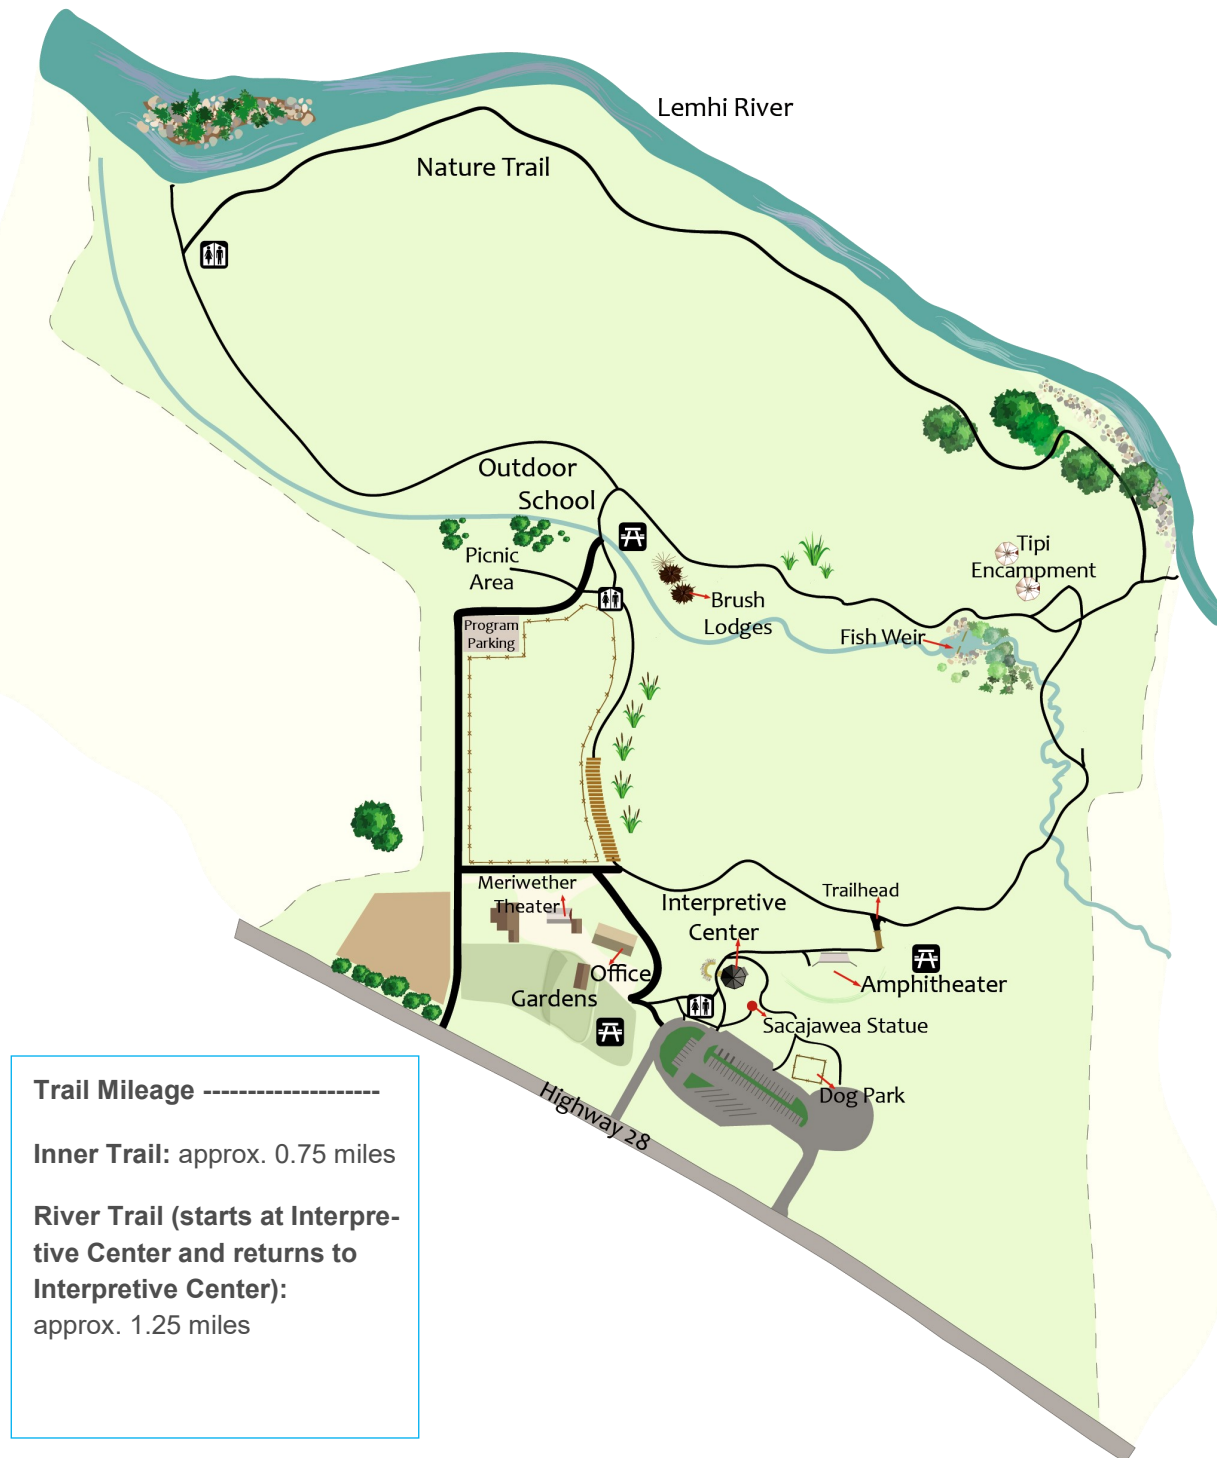 Lemhi River
Nature Trail
Outdoor
School
Picnic
Area
Tipi
Encampment
Brush
Lodges
Program
Parking
Fish Weir
Meriwether
Theater
Trailhead
Interpretive
Center
Office
Gardens
Amphitheater
Sacajawea Statue
Dog Park
Highway 28
Trail Mileage --------------------
Inner Trail: approx. 0.75 miles
River Trail (starts at Interpre-
tive Center and returns to
Interpretive Center):
approx. 1.25 miles